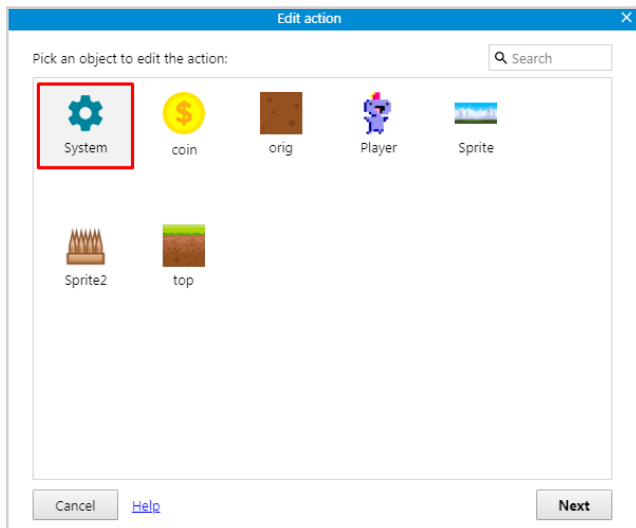 Edit action
Pick an object to edit the action:
Search
System
coin
orig
Player
Sprite
Sprite2
top
Cancel
Help
Next